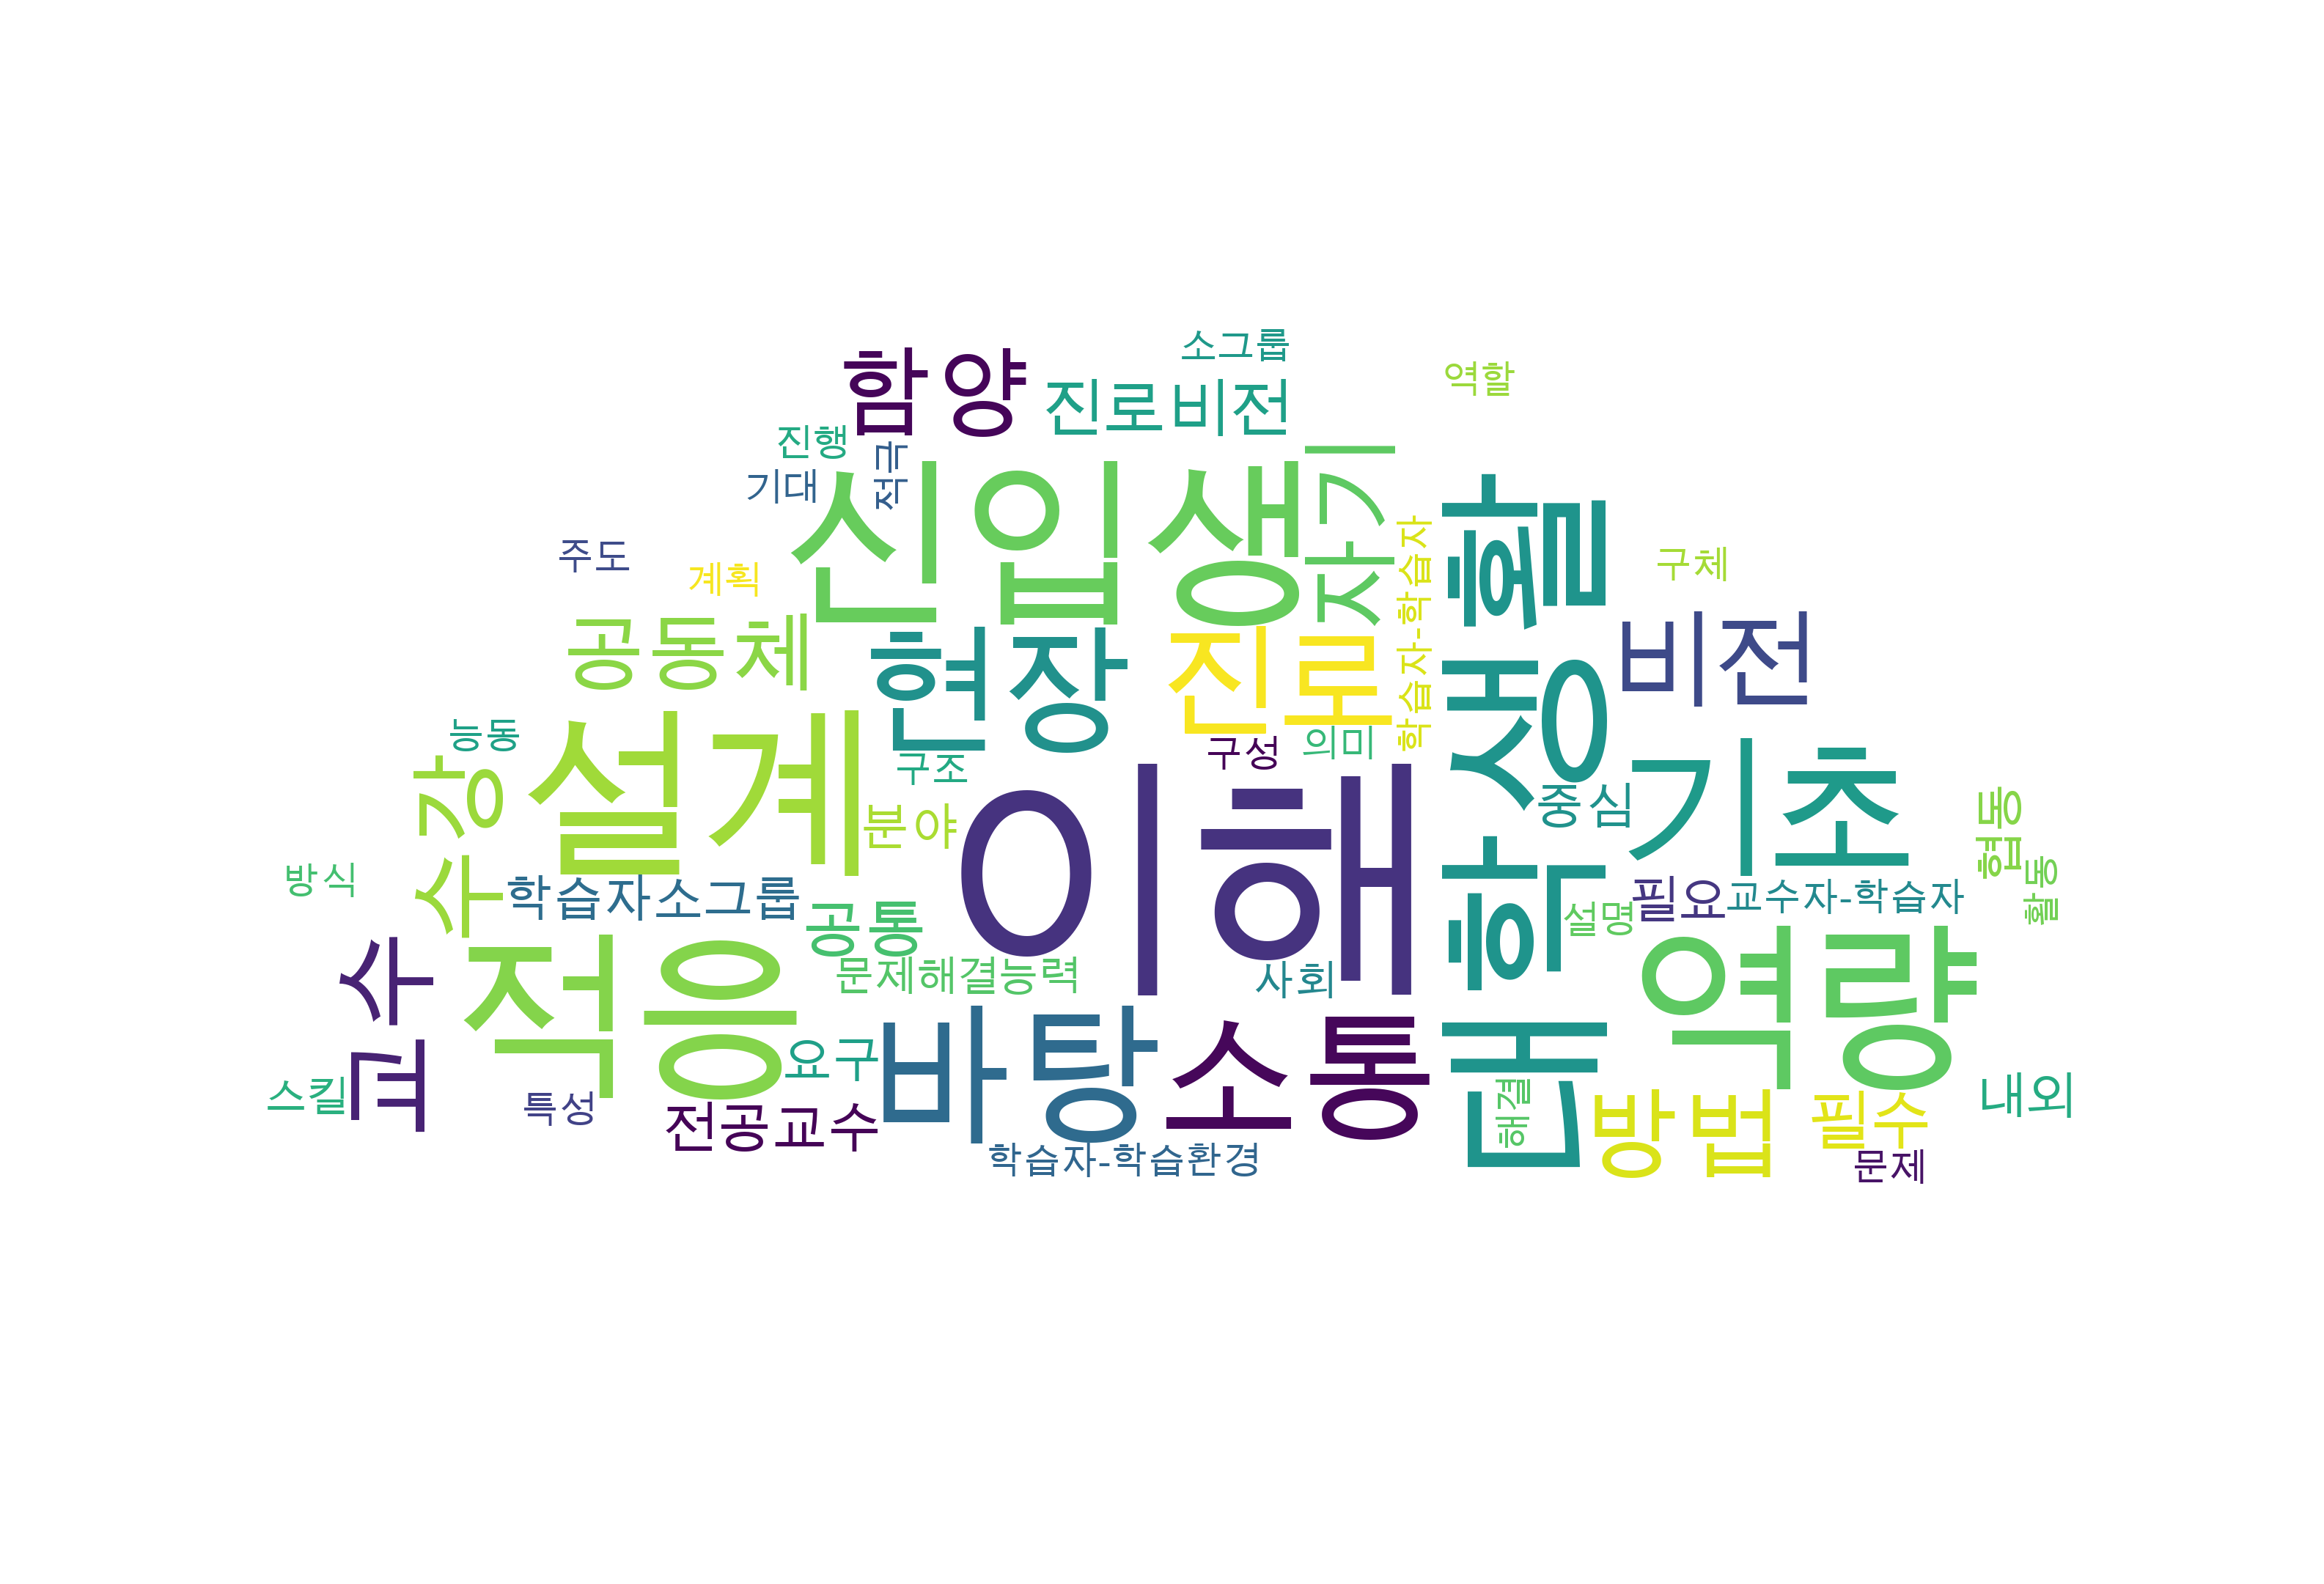 소그룹
역할
함양
진로비전
진행
적극
기대
신입생
자기
대학생활
학습자-학습자
주도
계획
구체
공동체
현장
진로
비전
능동
구조
구성
의미
수강
설계
분야
이해
중심
기초
협동
방식
학습자소그룹
공통
설명
필요
교수자-학습자
활동
교수
적응
문제해결능력
사회
역량
스킬
특성
요구
바탕
소통
해결
방법
필수
내외
전공교수
학습자-학습환경
문제